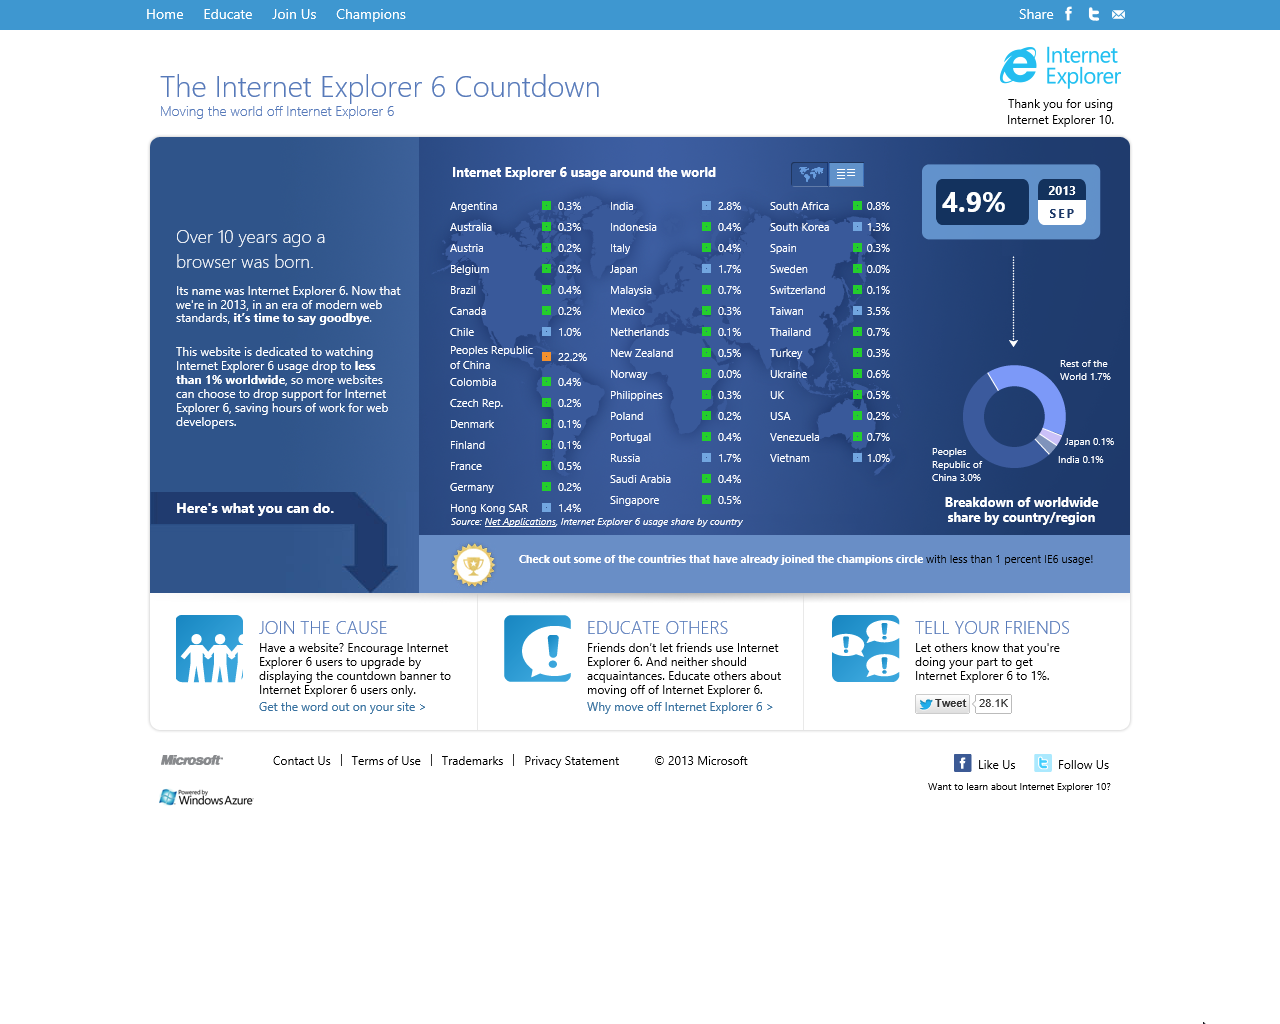 Home Educate Join Us Champions Share
Internet
Explorer
The Internet Explorer 6 Countdown
Moving the world off Internet Explorer 6
Thank you for using
Internet Explorer 10.
Over 10 years ago a
browser was born.
Its name was Internet Explorer 6. Now that
we're in 2013, in an era of modern web
standards, it's time to say goodbye.
This website is dedicated to watching
Internet Explorer 6 usage drop to less
than 1% worldwide, so more websites
can choose to drop support for Internet
Explorer 6, saving hours of work for web
developers.
Here's what you can do.
Internet Explorer 6 usage around the world
Argentina 0.3%
Australia 0.3%
Austria 0.2%
Belgium 0.2%
Brazil 0.4%
Canada 0.2%
Chile 1.0%
Peoples Republic
of China 22.2%
Colombia 0.4%
Czech Rep. 0.2%
Denmark 0.1%
Finland 0.1%
France 0.5%
Germany 0.2%
Hong Kong SAR 1.4%
India 2.8%
Indonesia 0.4%
Italy 0.4%
Japan 1.7%
Malaysia 0.7%
Mexico 0.3%
Netherlands 0.1%
New Zealand 0.5%
Norway 0.0%
Philippines 0.3%
Poland 0.2%
Portugal 0.4%
Russia 1.7%
Saudi Arabia 0.4%
Singapore 0.5%
South Africa 0.8%
South Korea 1.3%
Spain 0.3%
Sweden 0.0%
Switzerland 0.1%
Taiwan 3.5%
Thailand 0.7%
Turkey 0.3%
Ukraine 0.6%
UK 0.5%
USA 0.2%
Venezuela 0.7%
Vietnam 1.0%
Source: Net Applications, Internet Explorer 6 usage share by country
4.9%
2013
SEP
Rest of the
World 1.7%
Japan 0.1%
India 0.1%
Peoples
Republic of
China 3.0%
Breakdown of worldwide
share by country/region
Check out some of the countries that have already joined the champions circle with less than 1 percent IE6 usage!
JOIN THE CAUSE
Have a website? Encourage Internet
Explorer 6 users to upgrade by
displaying the countdown banner to
Internet Explorer 6 users only.
Get the word out on your site >
EDUCATE OTHERS
Friends don't let friends use Internet
Explorer 6. And neither should
acquaintances. Educate others about
moving off of Internet Explorer 6.
Why move off Internet Explorer 6 >
TELL YOUR FRIENDS
Let others know that you're
doing your part to get
Internet Explorer 6 to 1%.
Tweet 28.1K
Microsoft Contact Us Terms of Use Trademarks Privacy Statement © 2013 Microsoft
Like Us Follow Us
Want to learn about Internet Explorer 10?
Powered by
Windows Azure